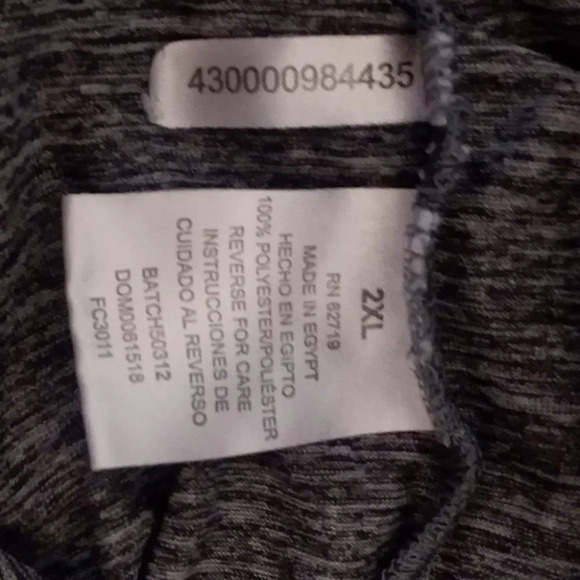 430000984435
2XL
RN 62719
MADE IN EGYPT
HECHO EN EGIPTO
100% POLYESTER/POLIÉSTER
REVERSE FOR CARE
INSTRUCCIONES DE
CUIDADO AL REVERSO
BATCH50312
DOM0061518
FC3011